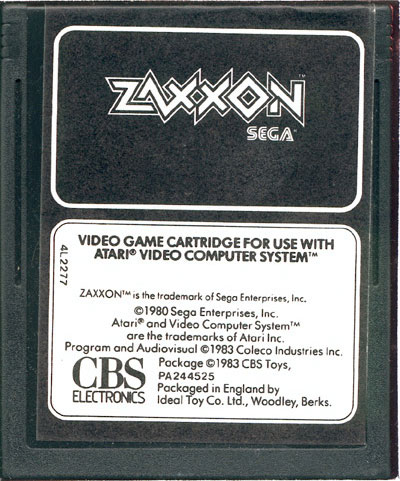 ZAXXON™
SEGA
VIDEO GAME CARTRIDGE FOR USE WITH
ATARI® VIDEO COMPUTER SYSTEM™
4L2277
ZAXXON™ is the trademark of Sega Enterprises, Inc.
©1980 Sega Enterprises, Inc.
Atari® and Video Computer System™
are the trademarks of Atari Inc.
Program and Audiovisual ©1983 Coleco Industries Inc.
CBS
ELECTRONICS
Package ©1983 CBS Toys,
PA244525
Packaged in England by
Ideal Toy Co. Ltd., Woodley, Berks.